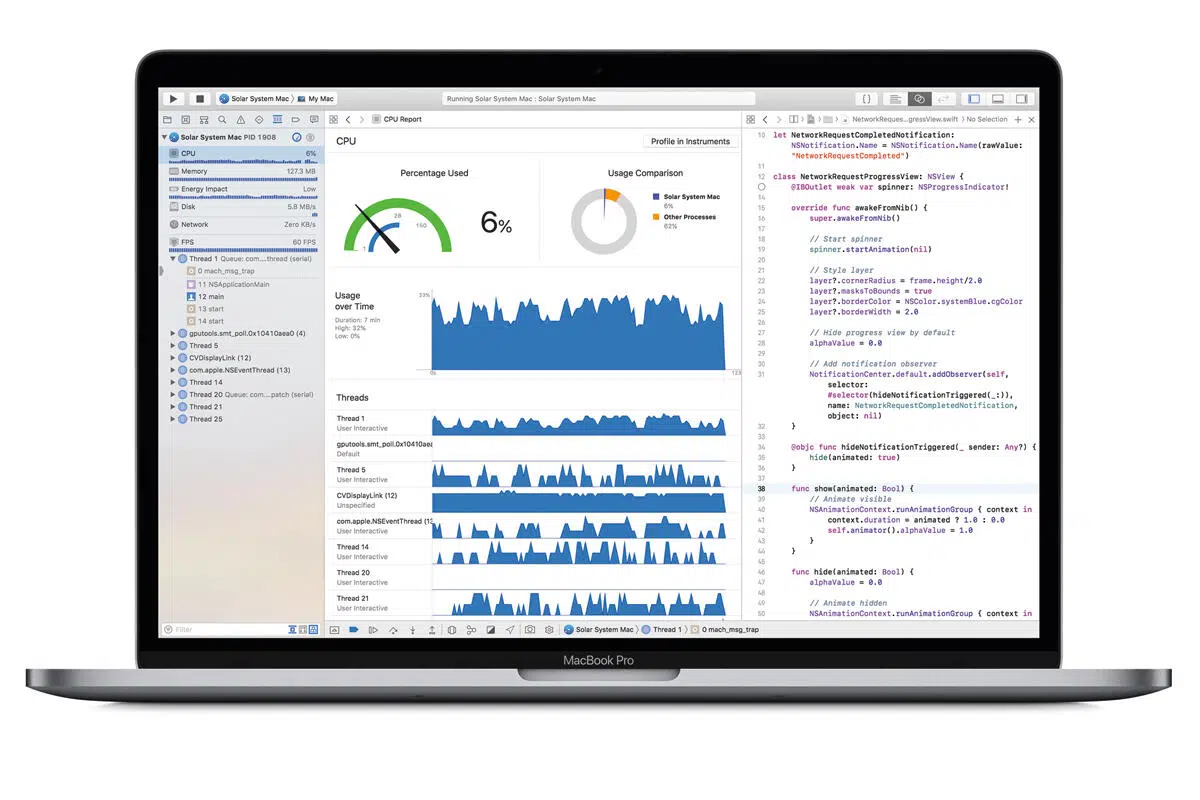 Solar System Mac 〉 My Mac
Running Solar System Mac : Solar System Mac
{ }
Solar System Mac PID 1908
CPU 6%
Memory 127.3 MB
Energy Impact Low
Disk 5.8 MB/s
Network Zero KB/s
FPS 60 FPS
Thread 1 Queue: com....thread (serial)
0 mach_msg_trap
11 NSApplicationMain
12 main
13 start
14 start
gputools.smt_poll.0x10410aea0 (4)
Thread 5
CVDisplayLink (12)
com.apple.NSEventThread (13)
Thread 14
Thread 20 Queue: com....patch (serial)
Thread 21
Thread 25
Filter
CPU Report
CPU
Profile in Instruments
Percentage Used
28
150
1
6%
Usage Comparison
Solar System Mac
6%
Other Processes
62%
Usage
over Time
Duration: 7 min
High: 32%
Low: 0%
33%
0s
123
Threads
Thread 1
User Interactive
gputools.smt_poll.0x10410aea
Default
Thread 5
User Interactive
CVDisplayLink (12)
Unspecified
com.apple.NSEventThread (13
User Interactive
Thread 14
User Interactive
Thread 20
User Interactive
Thread 21
User Interactive
Solar System Mac 〉 Thread 1 〉 0 mach_msg_trap
NetworkReques...gressView.swift 〉 No Selection
10 let NetworkRequestCompletedNotification:
NSNotification.Name = NSNotification.Name(rawValue:
"NetworkRequestCompleted")
11
12 class NetworkRequestProgressView: NSView {
@IBOutlet weak var spinner: NSProgressIndicator!
14
15 override func awakeFromNib() {
16 super.awakeFromNib()
17
18 // Start spinner
19 spinner.startAnimation(nil)
20
21 // Style layer
22 layer?.cornerRadius = frame.height/2.0
23 layer?.masksToBounds = true
24 layer?.borderColor = NSColor.systemBlue.cgColor
25 layer?.borderWidth = 2.0
26
27 // Hide progress view by default
28 alphaValue = 0.0
29
30 // Add notification observer
31 NotificationCenter.default.addObserver(self,
selector:
#selector(hideNotificationTriggered(_:)),
name: NetworkRequestCompletedNotification,
object: nil)
32 }
33
34 @objc func hideNotificationTriggered(_ sender: Any?) {
35 hide(animated: true)
36 }
37
38 func show(animated: Bool) {
39 // Animate visible
40 NSAnimationContext.runAnimationGroup { context in
41 context.duration = animated ? 1.0 : 0.0
42 self.animator().alphaValue = 1.0
43 }
44 }
45
46 func hide(animated: Bool) {
47 alphaValue = 0.0
48
49 // Animate hidden
50 NSAnimationContext.runAnimationGroup { context in
MacBook Pro